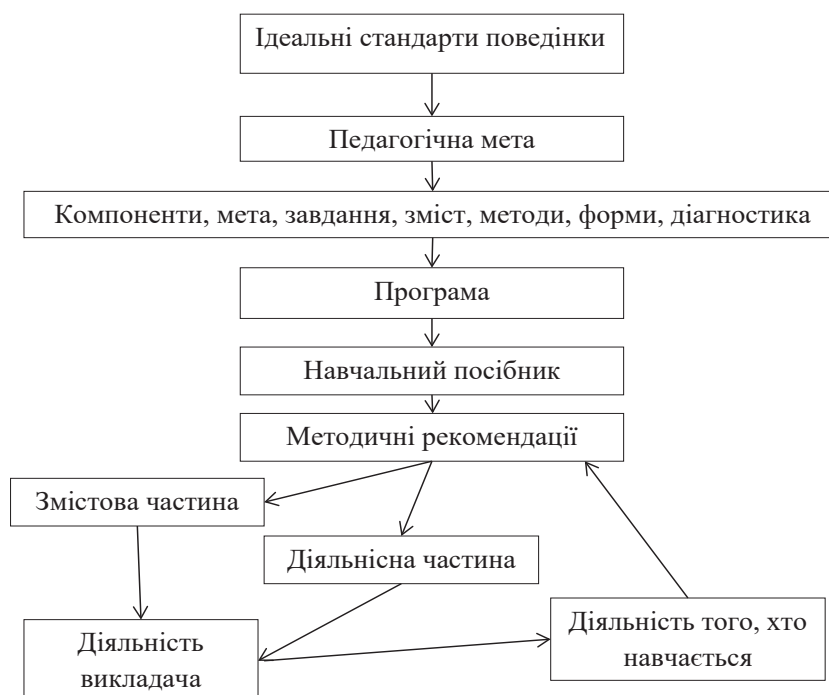 Ідеальні стандарти поведінки
Педагогічна мета
Компоненти, мета, завдання, зміст, методи, форми, діагностика
Програма
Навчальний посібник
Методичні рекомендації
Змістова частина
Діяльнісна частина
Діяльність
викладача
Діяльність того, хто
навчається